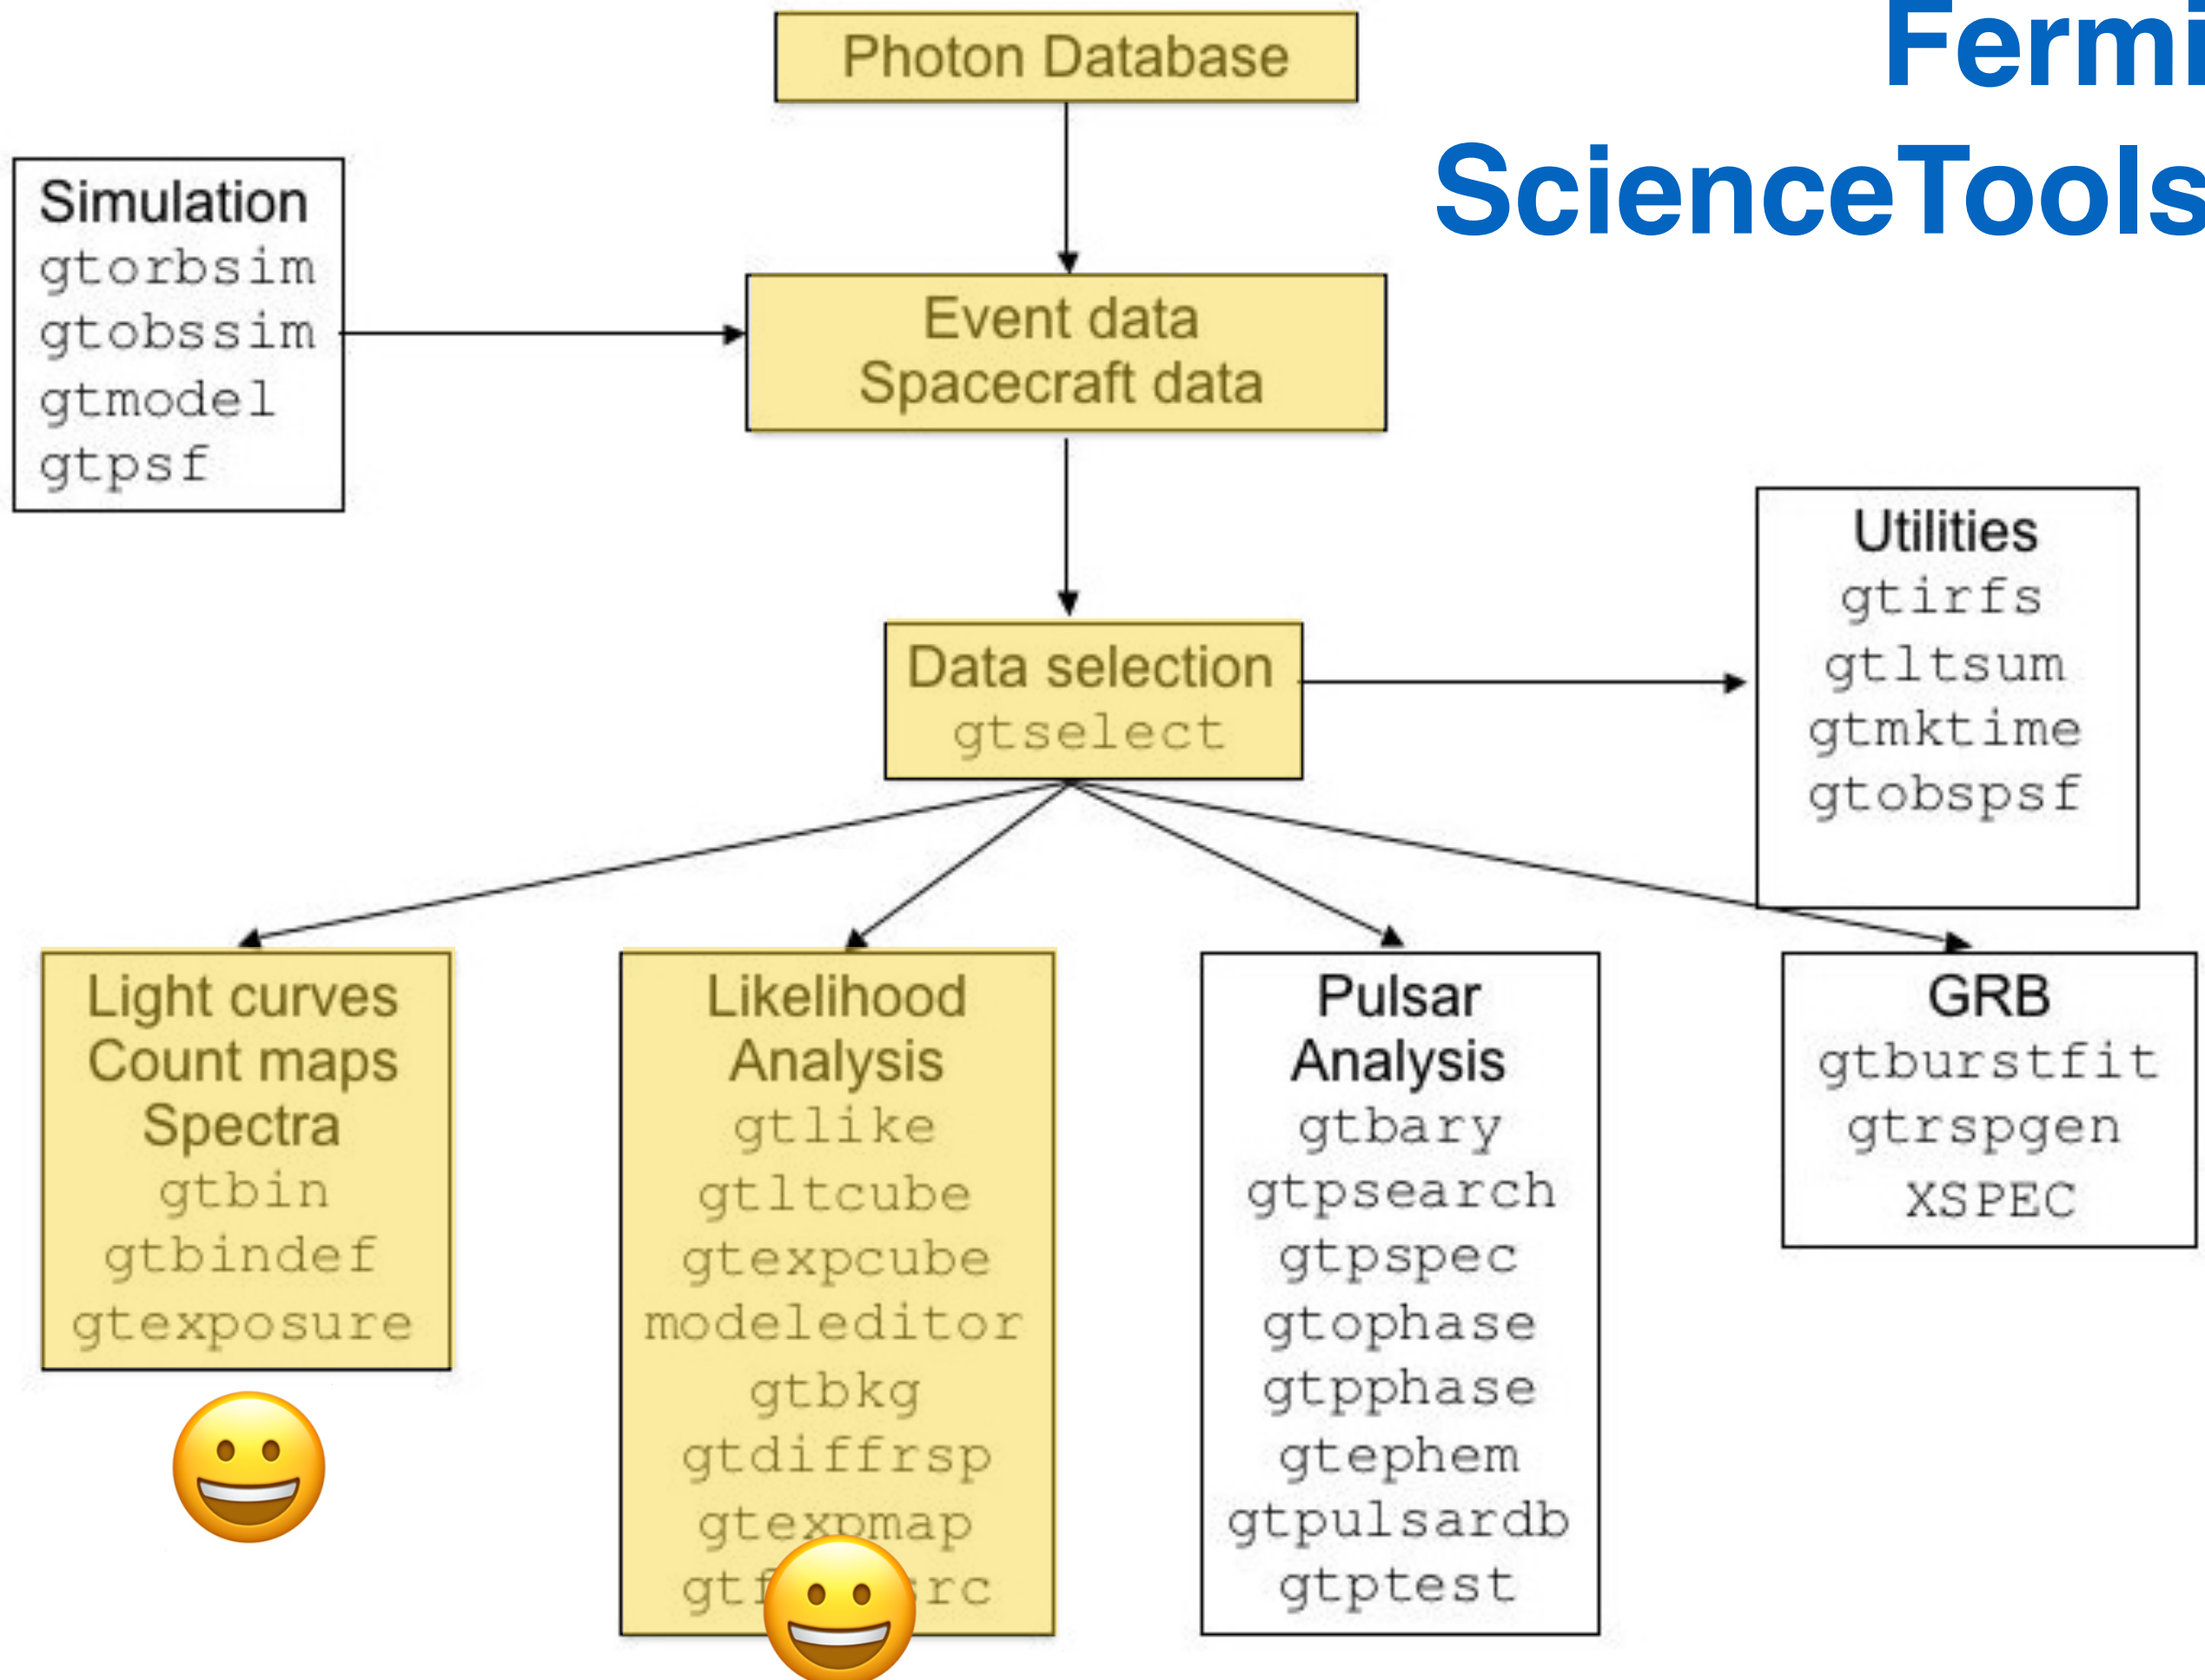 Fermi
ScienceTools
Photon Database
Simulation
gtorbsim
gtobssim
gtmodel
gtpsf
Event data
Spacecraft data
Data selection
gtselect
Utilities
gtirfs
gtltsum
gtmktime
gtobspsf
Light curves
Count maps
Spectra
gtbin
gtbindef
gtexposure
Likelihood
Analysis
gtlike
gtltcube
gtexpcube
modeleditor
gtbkg
gtdiffrsp
gtexpmap
Pulsar
Analysis
gtbary
gtpsearch
gtpspec
gtophase
gtpphase
gtephem
gtpulsardb
gtptest
GRB
gtburstfit
gtrspgen
XSPEC